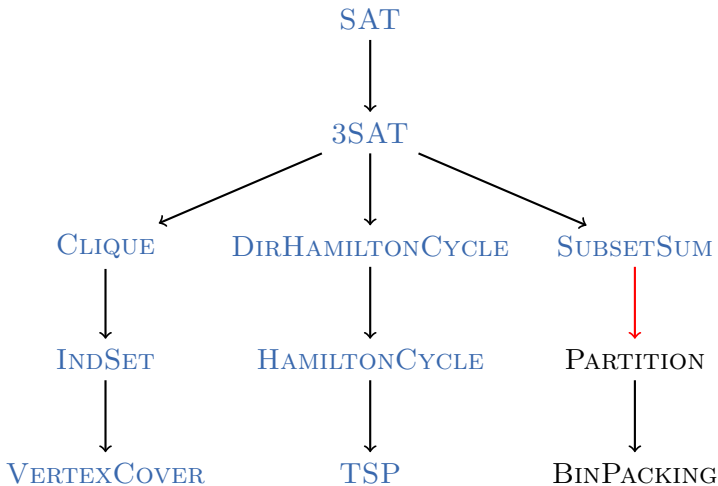 SAT
3SAT
CLIQUE DIRHAMILTONCYCLE SUBSETSUM
INDSET HAMILTONCYCLE PARTITION
VERTEXCOVER TSP BINPACKING